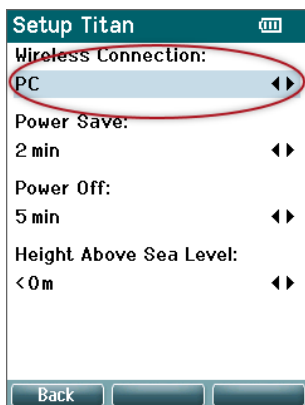 Setup Titan
Wireless Connection:
PC
Power Save:
2 min
Power Off:
5 min
Height Above Sea Level:
<0m
Back